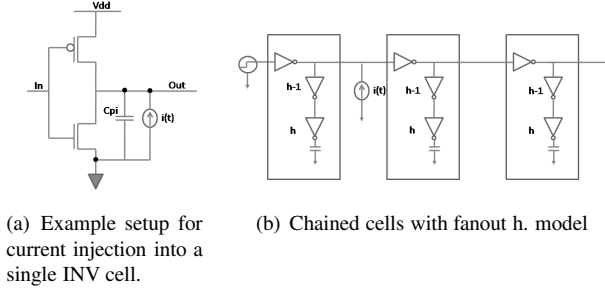 Vdd
In
Out
Cpi
i(t)
h-1
h
i(t)
h-1
h
h-1
h
(a) Example setup for
current injection into a
single INV cell.
(b) Chained cells with fanout h. model